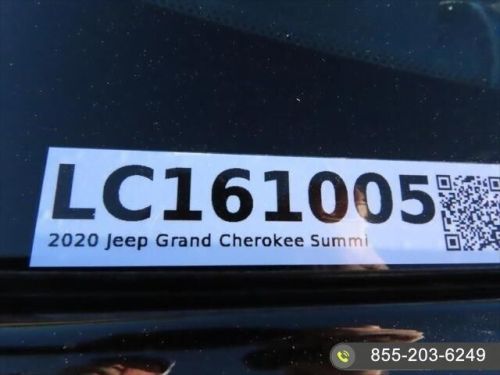 LC161005
2020 Jeep Grand Cherokee Summi
855-203-6249